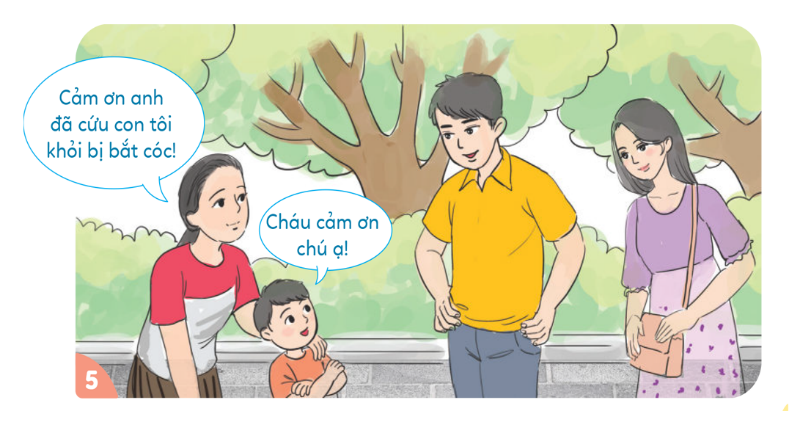 Cảm ơn anh
đã cứu con tôi
khỏi bị bắt cóc!
Cháu cảm ơn
chú ạ!
5